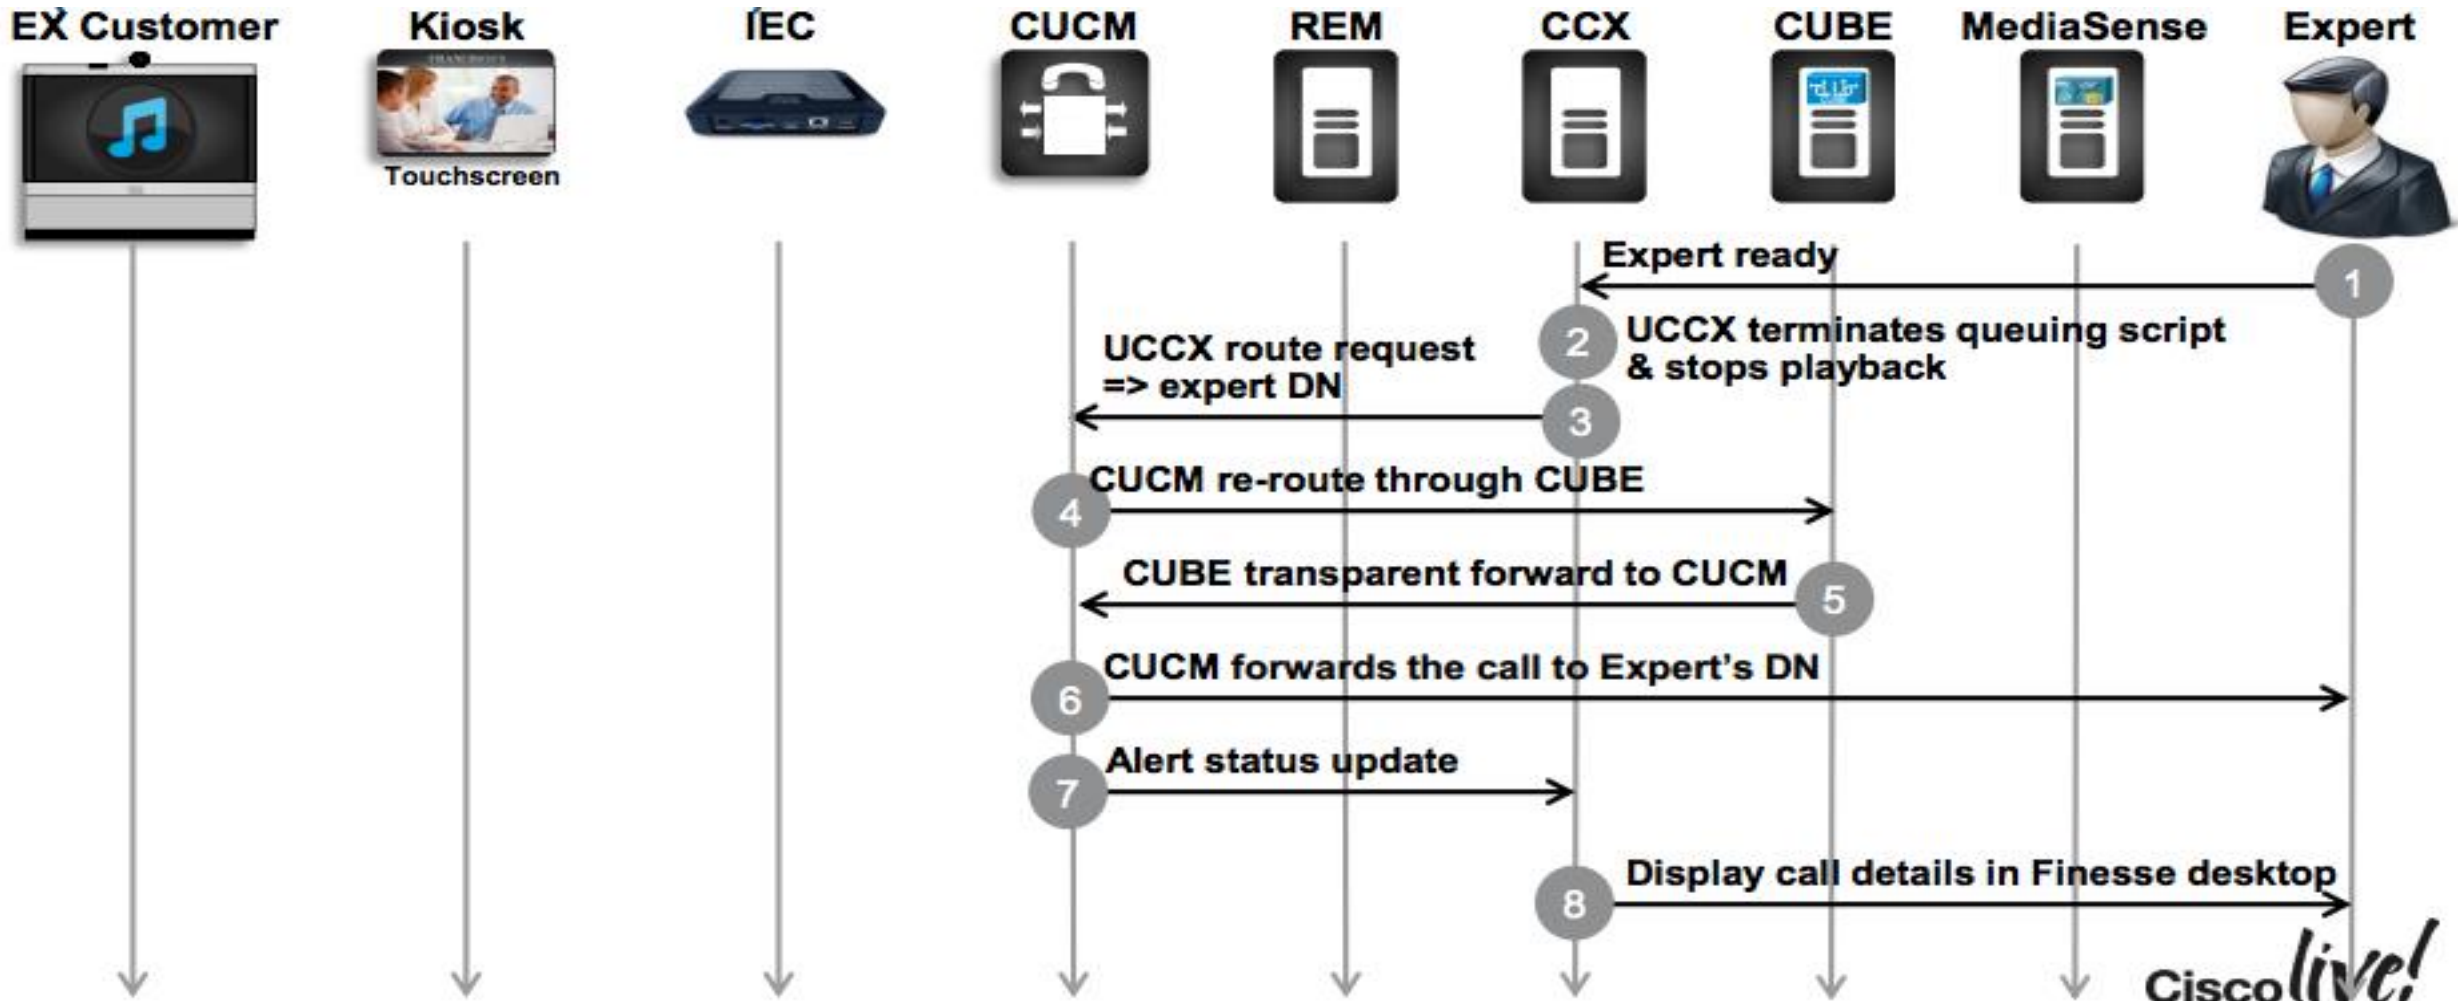 EX Customer
Kiosk
IEC
CUCM
REM
CCX
CUBE
MediaSense
Expert
Touchscreen
Expert ready
1
2
UCCX terminates queuing script
& stops playback
UCCX route request
=> expert DN
3
CUCM re-route through CUBE
4
CUBE transparent forward to CUCM
5
CUCM forwards the call to Expert's DN
6
Alert status update
7
Display call details in Finesse desktop
8
Cisco live!